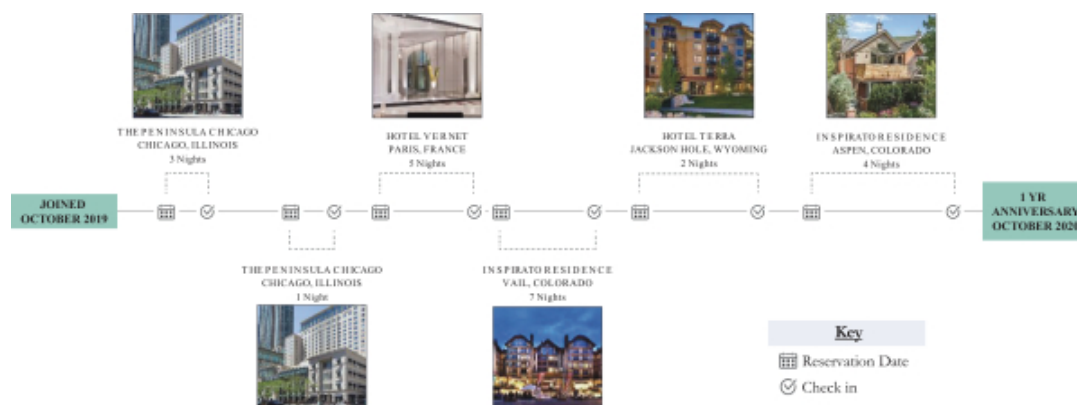 THE PENINSULA CHICAGO
CHICAGO, ILLINOIS
3 Nights
HOTEL VERNET
PARIS, FRANCE
5 Nights
HOTEL TERRA
JACKSON HOLE, WYOMING
2 Nights
INSPIRATO RESIDENCE
ASPEN, COLORADO
4 Nights
JOINED
OCTOBER 2019
1 YR
ANNIVERSARY
OCTOBER 2020
THE PENINSULA CHICAGO
CHICAGO, ILLINOIS
1 Night
INSPIRATO RESIDENCE
VAIL, COLORADO
7 Nights
Key
Reservation Date
Check in